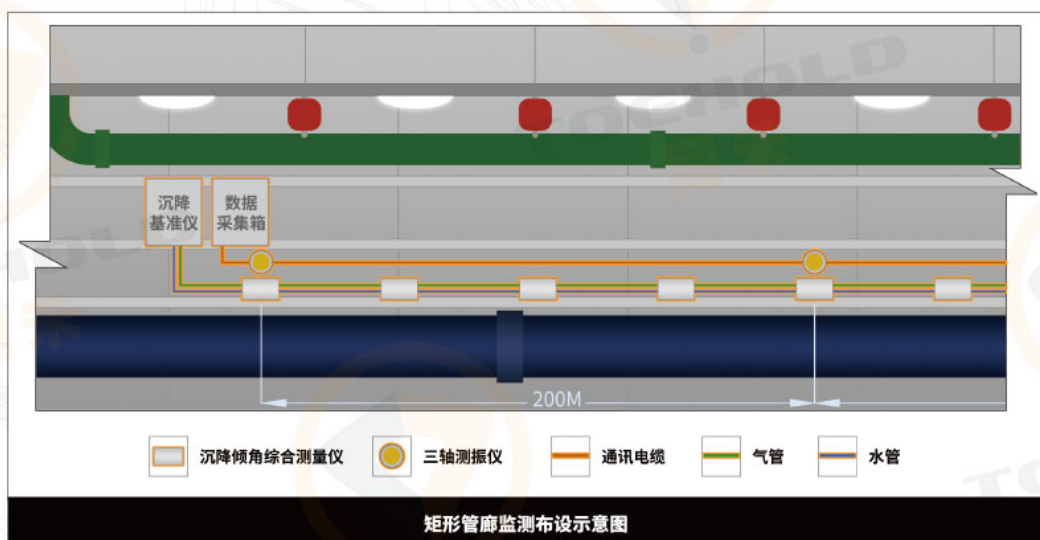 TOEHOLD
沉降
基准仪
数据
采集箱
200M
沉降倾角综合测量仪
三轴测振仪
通讯电缆
气管
水管
矩形管廊监测布设示意图